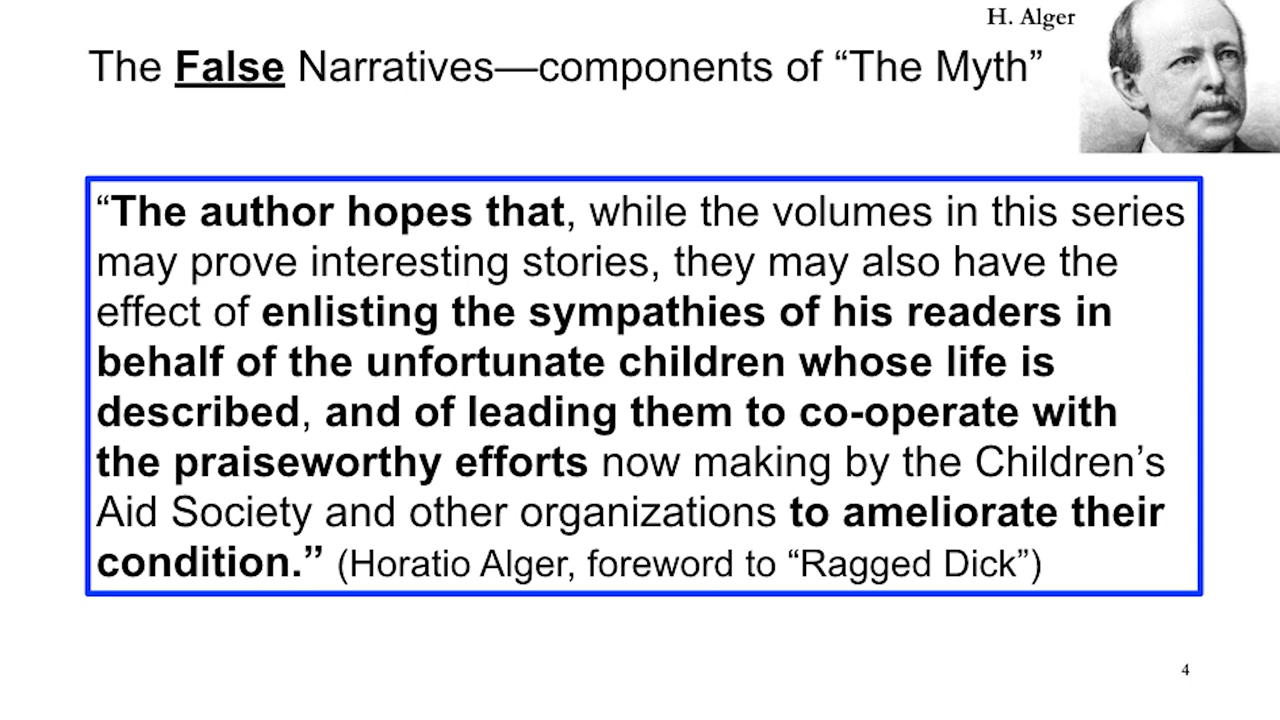 H. Alger
The False Narratives—components of “The Myth”
“The author hopes that, while the volumes in this series
may prove interesting stories, they may also have the
effect of enlisting the sympathies of his readers in
behalf of the unfortunate children whose life is
described, and of leading them to co-operate with
the praiseworthy efforts now making by the Children’s
Aid Society and other organizations to ameliorate their
condition.” (Horatio Alger, foreword to “Ragged Dick”)
4